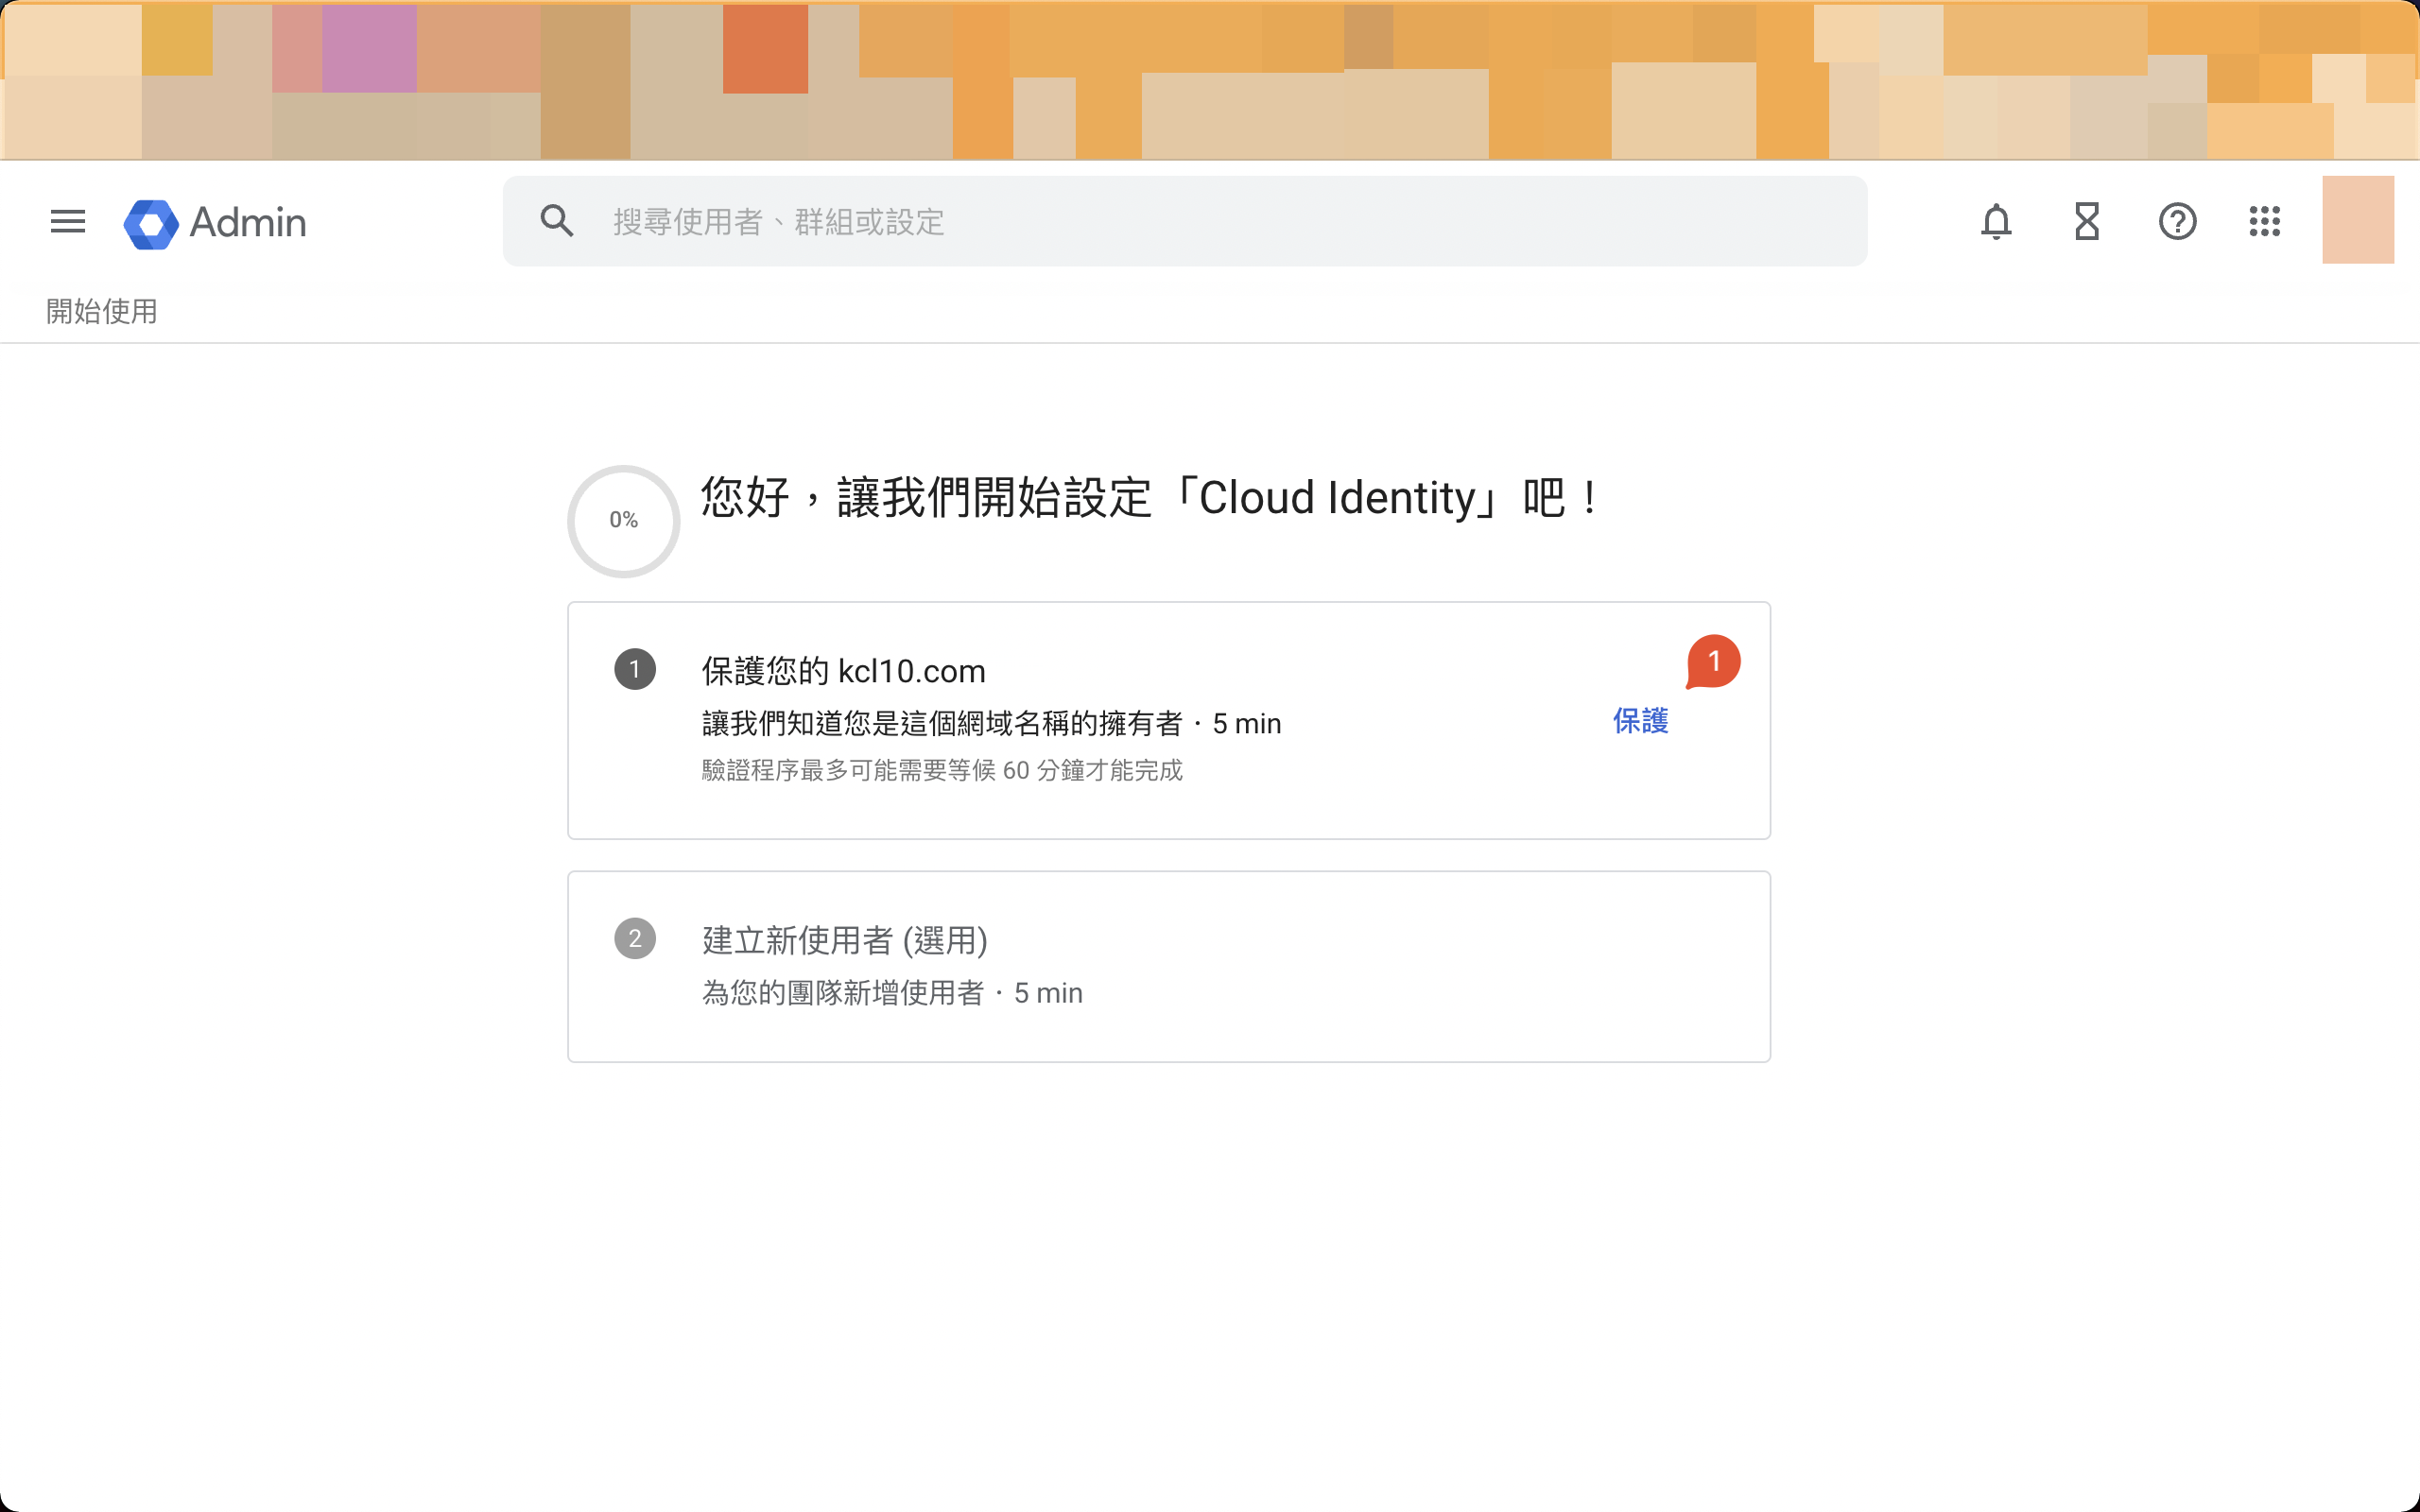 Admin
搜尋使用者、群組或設定
開始使用
0%
您好，讓我們開始設定「Cloud Identity」吧！
1
保護您的 kcl10.com
1
讓我們知道您是這個網域名稱的擁有者・5 min
保護
驗證程序最多可能需要等候 60 分鐘才能完成
2
建立新使用者 (選用)
為您的團隊新增使用者・5 min